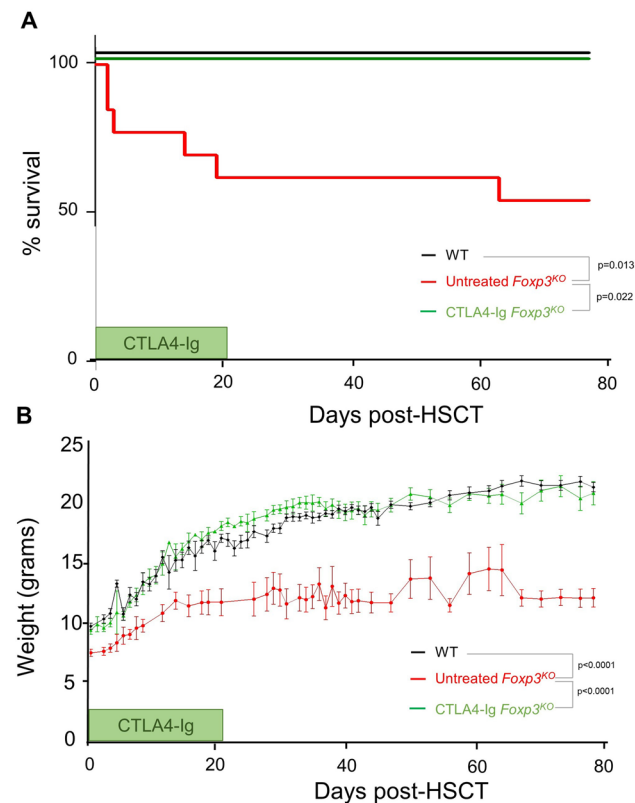 A
% survival
100
50
0
WT
Untreated Foxp3KO
CTLA4-Ig Foxp3KO
p=0.013
p=0.022
CTLA4-Ig
0
20
40
60
80
Days post-HSCT
B
Weight (grams)
25
20
15
10
5
0
WT
Untreated Foxp3KO
CTLA4-Ig Foxp3KO
p<0.0001
p<0.0001
CTLA4-Ig
0
20
40
60
80
Days post-HSCT